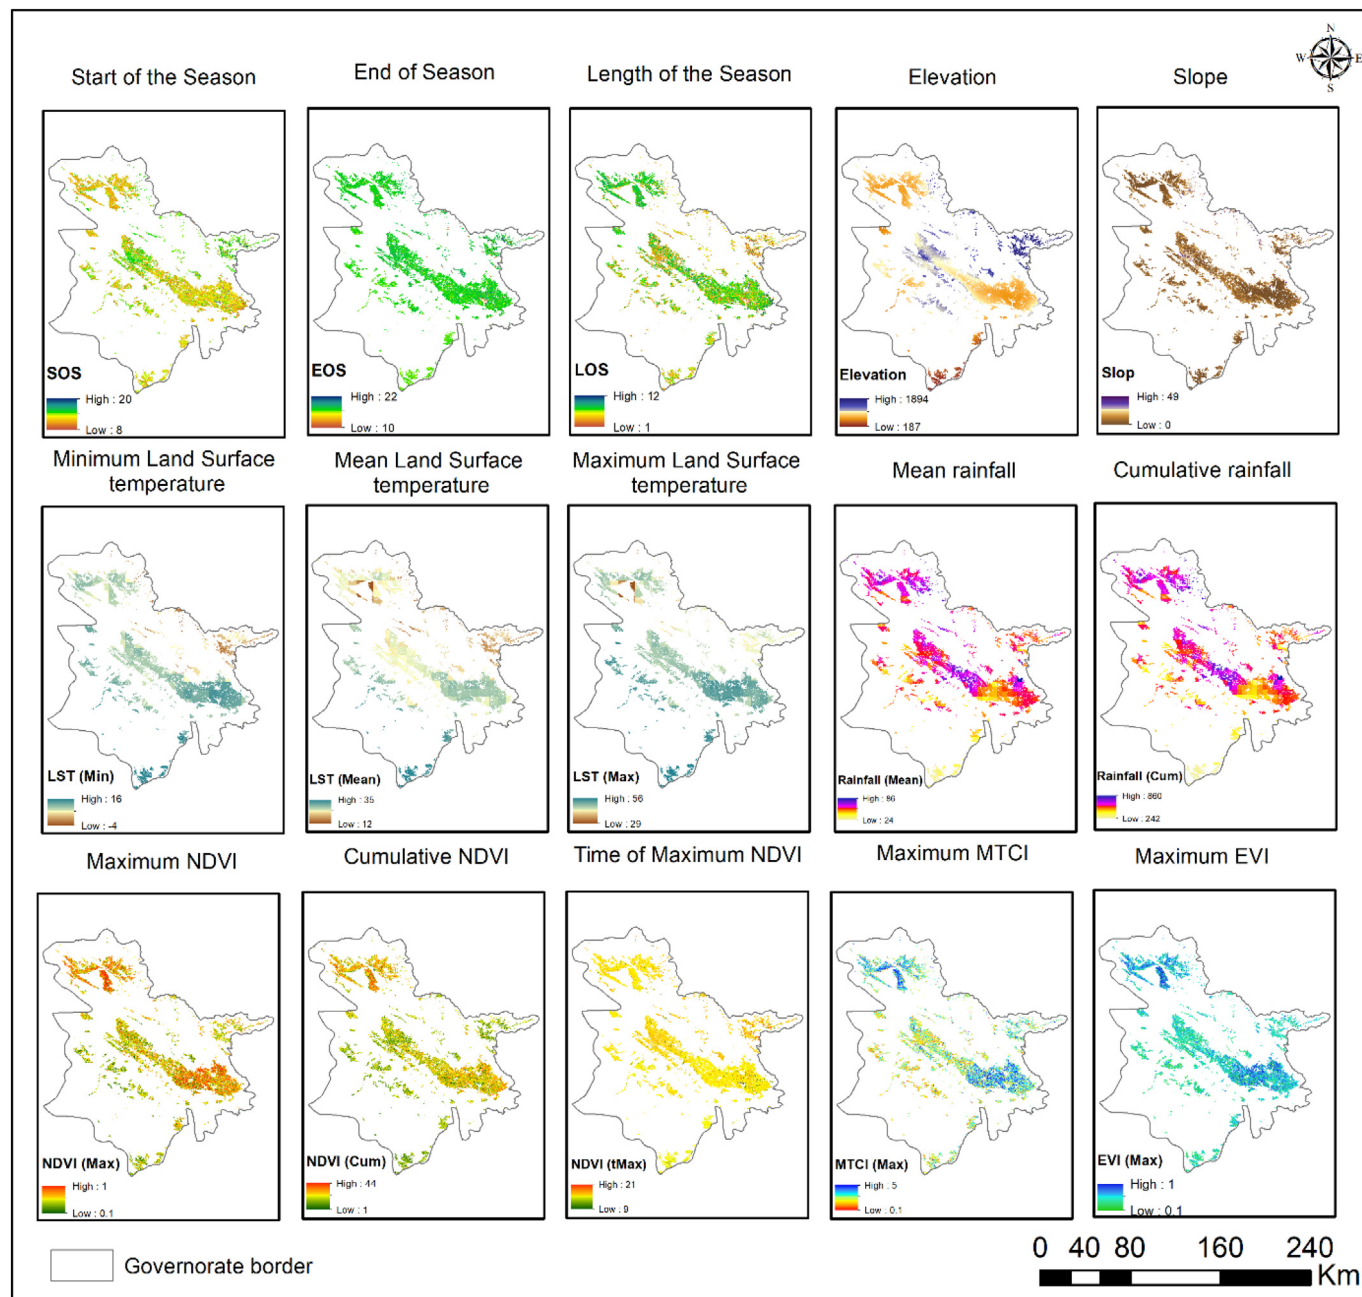 N
W E
S
Start of the Season
End of Season
Length of the Season
Elevation
Slope
SOS
High : 20
Low : 8
EOS
High : 22
Low : 10
LOS
High : 12
Low : 1
Elevation
High : 1894
Low : 187
Slop
High : 49
Low : 0
Minimum Land Surface
temperature
Mean Land Surface
temperature
Maximum Land Surface
temperature
Mean rainfall
Cumulative rainfall
LST (Min)
High : 16
Low : -4
LST (Mean)
High : 35
Low : 12
LST (Max)
High : 56
Low : 29
Rainfall (Mean)
High : 86
Low : 24
Rainfall (Cum)
High : 860
Low : 242
Maximum NDVI
Cumulative NDVI
Time of Maximum NDVI
Maximum MTCI
Maximum EVI
NDVI (Max)
High : 1
Low : 0.1
NDVI (Cum)
High : 44
Low : 1
NDVI (tMax)
High : 21
Low : 9
MTCI (Max)
High : 5
Low : 0.1
EVI (Max)
High : 1
Low : 0.1
Governorate border
0 40 80 160 240
Km